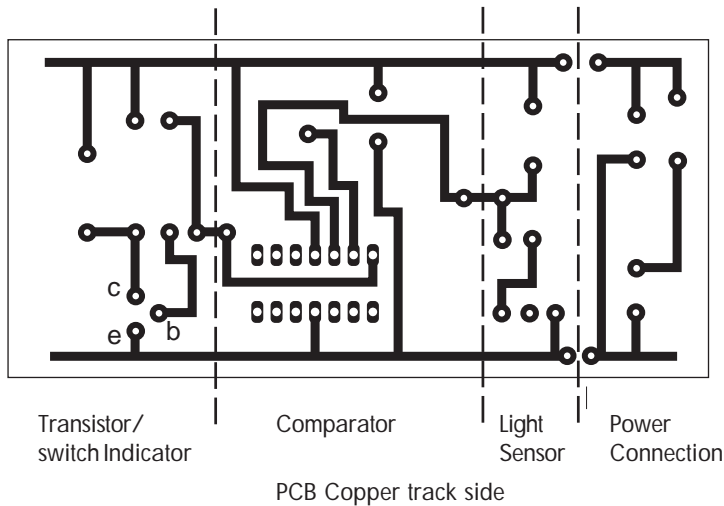 c
b
e
Transistor/
switch Indicator
Comparator
Light
Sensor
Power
Connection
PCB Copper track side